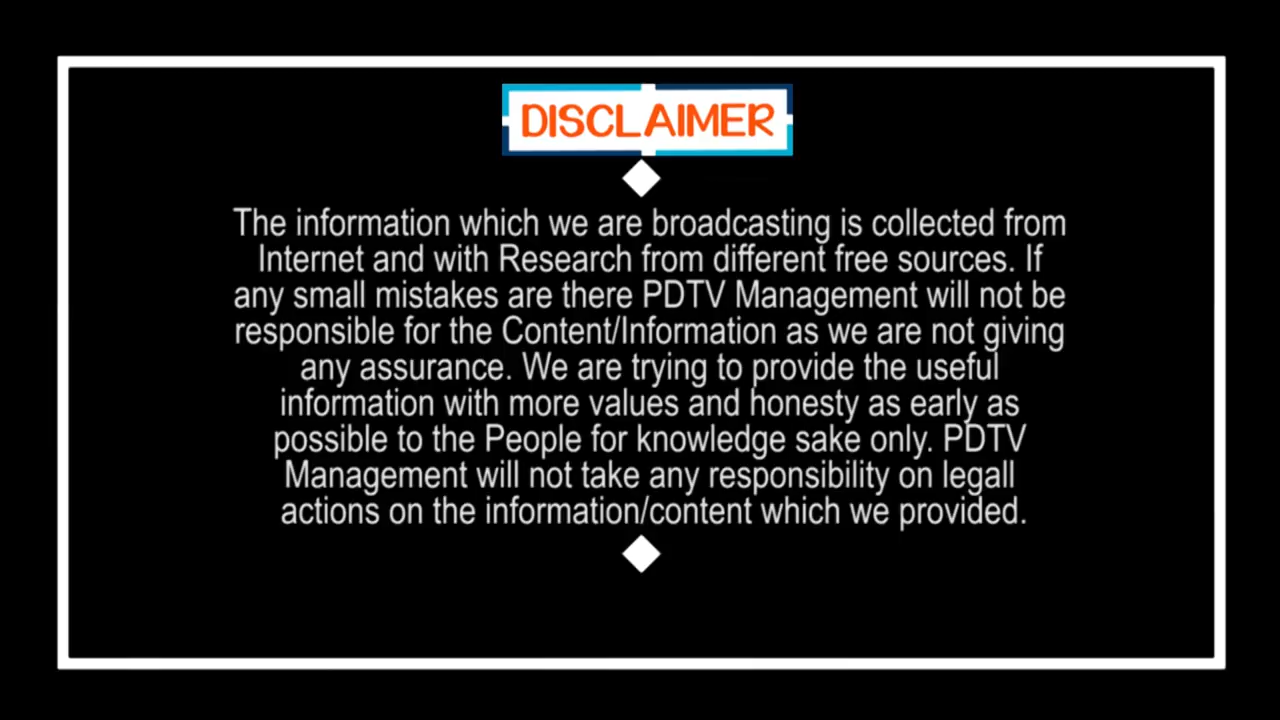 DISCLAIMER
The information which we are broadcasting is collected from
Internet and with Research from different free sources. If
any small mistakes are there PDTV Management will not be
responsible for the Content/Information as we are not giving
any assurance. We are trying to provide the useful
information with more values and honesty as early as
possible to the People for knowledge sake only. PDTV
Management will not take any responsibility on legall
actions on the information/content which we provided.